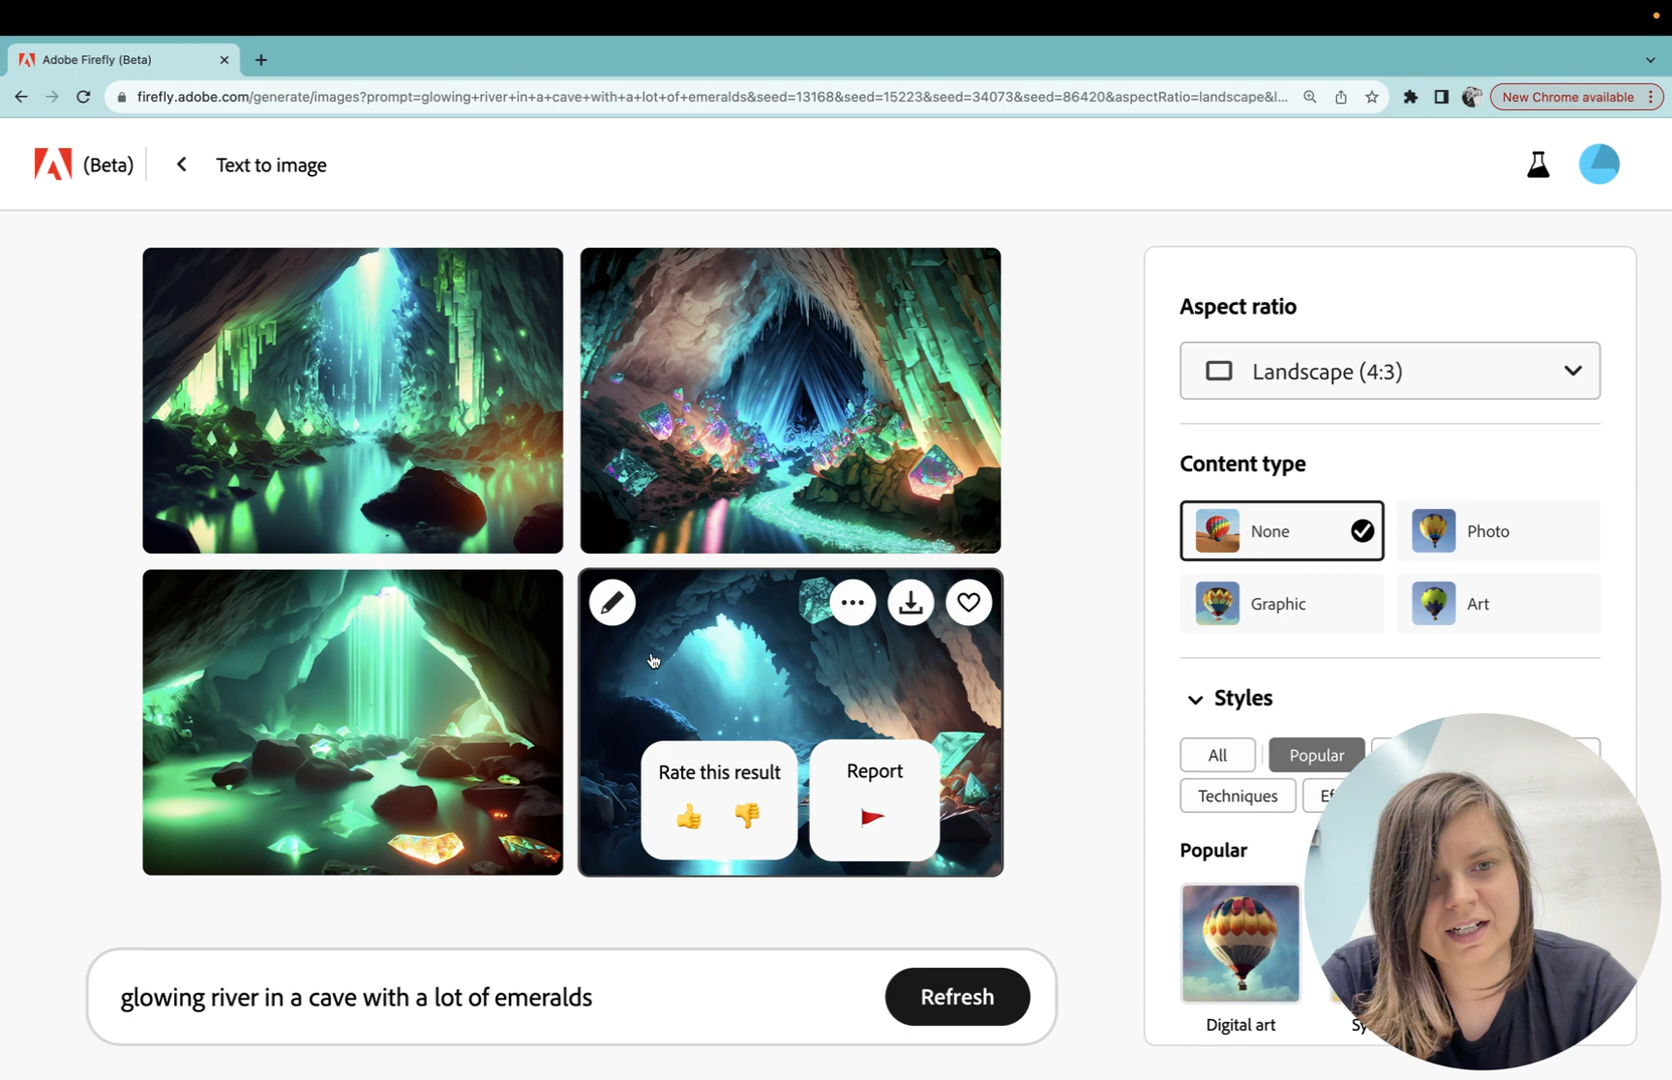 Adobe Firefly (Beta)
firefly.adobe.com/generate/images?prompt=glowing+river+in+a+cave+with+a+lot+of+emeralds&seed=13168&seed=15223&seed=34073&seed=86420&aspectRatio=landscape&l...
New Chrome available
(Beta)
Text to image
Aspect ratio
Landscape (4:3)
Content type
None
Photo
Graphic
Art
Styles
All
Popular
Techniques
Popular
Digital art
Rate this result
Report
glowing river in a cave with a lot of emeralds
Refresh